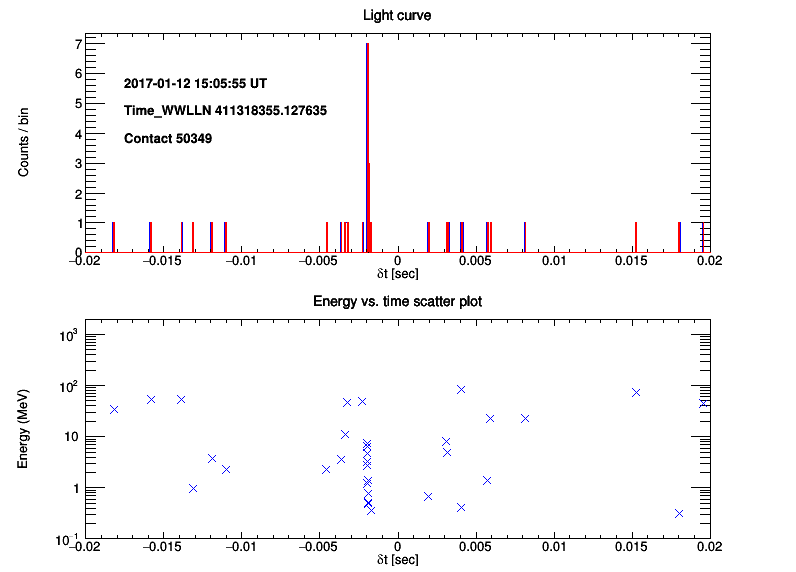 Light curve
7
6
5
4
3
2
1
0
Counts / bin
2017-01-12 15:05:55 UT
Time_WWLLN 411318355.127635
Contact 50349
−0.02 −0.015 −0.01 −0.005 0 0.005 0.01 0.015 0.02
δt [sec]
Energy vs. time scatter plot
10³
10²
10
1
10⁻¹
Energy (MeV)
−0.02 −0.015 −0.01 −0.005 0 0.005 0.01 0.015 0.02
δt [sec]